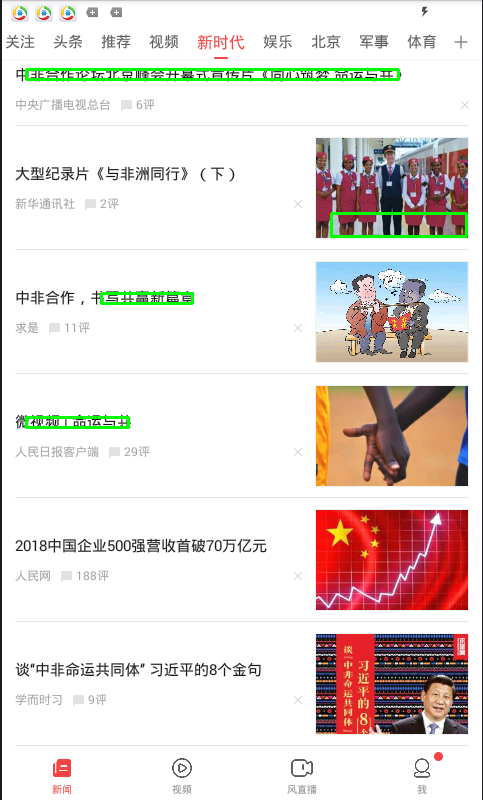 关注 头条 推荐 视频 新时代 娱乐 北京 军事 体育
中非合作论坛北京峰会开幕式宣传片《同心筑梦 命运与共》
中央广播电视总台 6评
大型纪录片《与非洲同行》（下）
新华通讯社 2评
中非合作，书写共赢新篇章
求是 11评
微视频丨命运与共
人民日报客户端 29评
2018中国企业500强营收首破70万亿元
人民网 188评
谈“中非命运共同体” 习近平的8个金句
学而时习 9评
谈“中非命运共同体”
习近平的8
新闻 视频 风直播 我